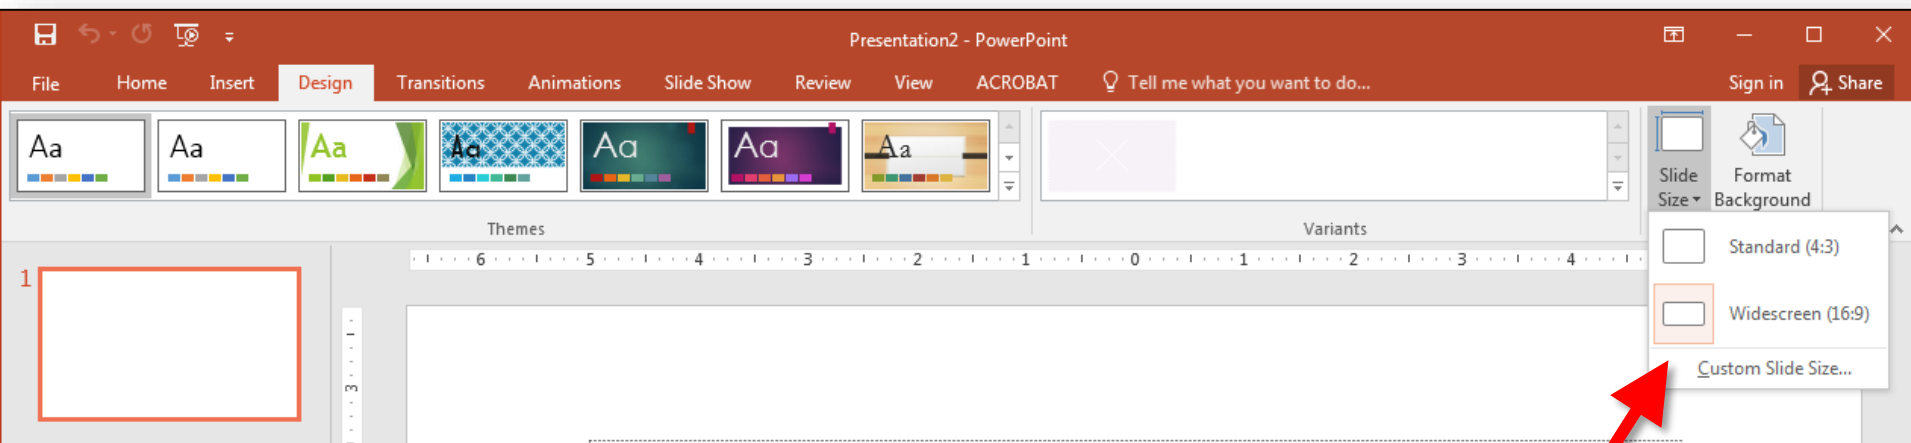 Presentation2 - PowerPoint
File Home Insert Design Transitions Animations Slide Show Review View ACROBAT Tell me what you want to do... Sign in Share
Aa Aa Aa Aa Aa Aa Aa
Slide Size
Format Background
Themes Variants
Standard (4:3)
Widescreen (16:9)
Custom Slide Size...
6 5 4 3 2 1 0 1 2 3 4
1
3